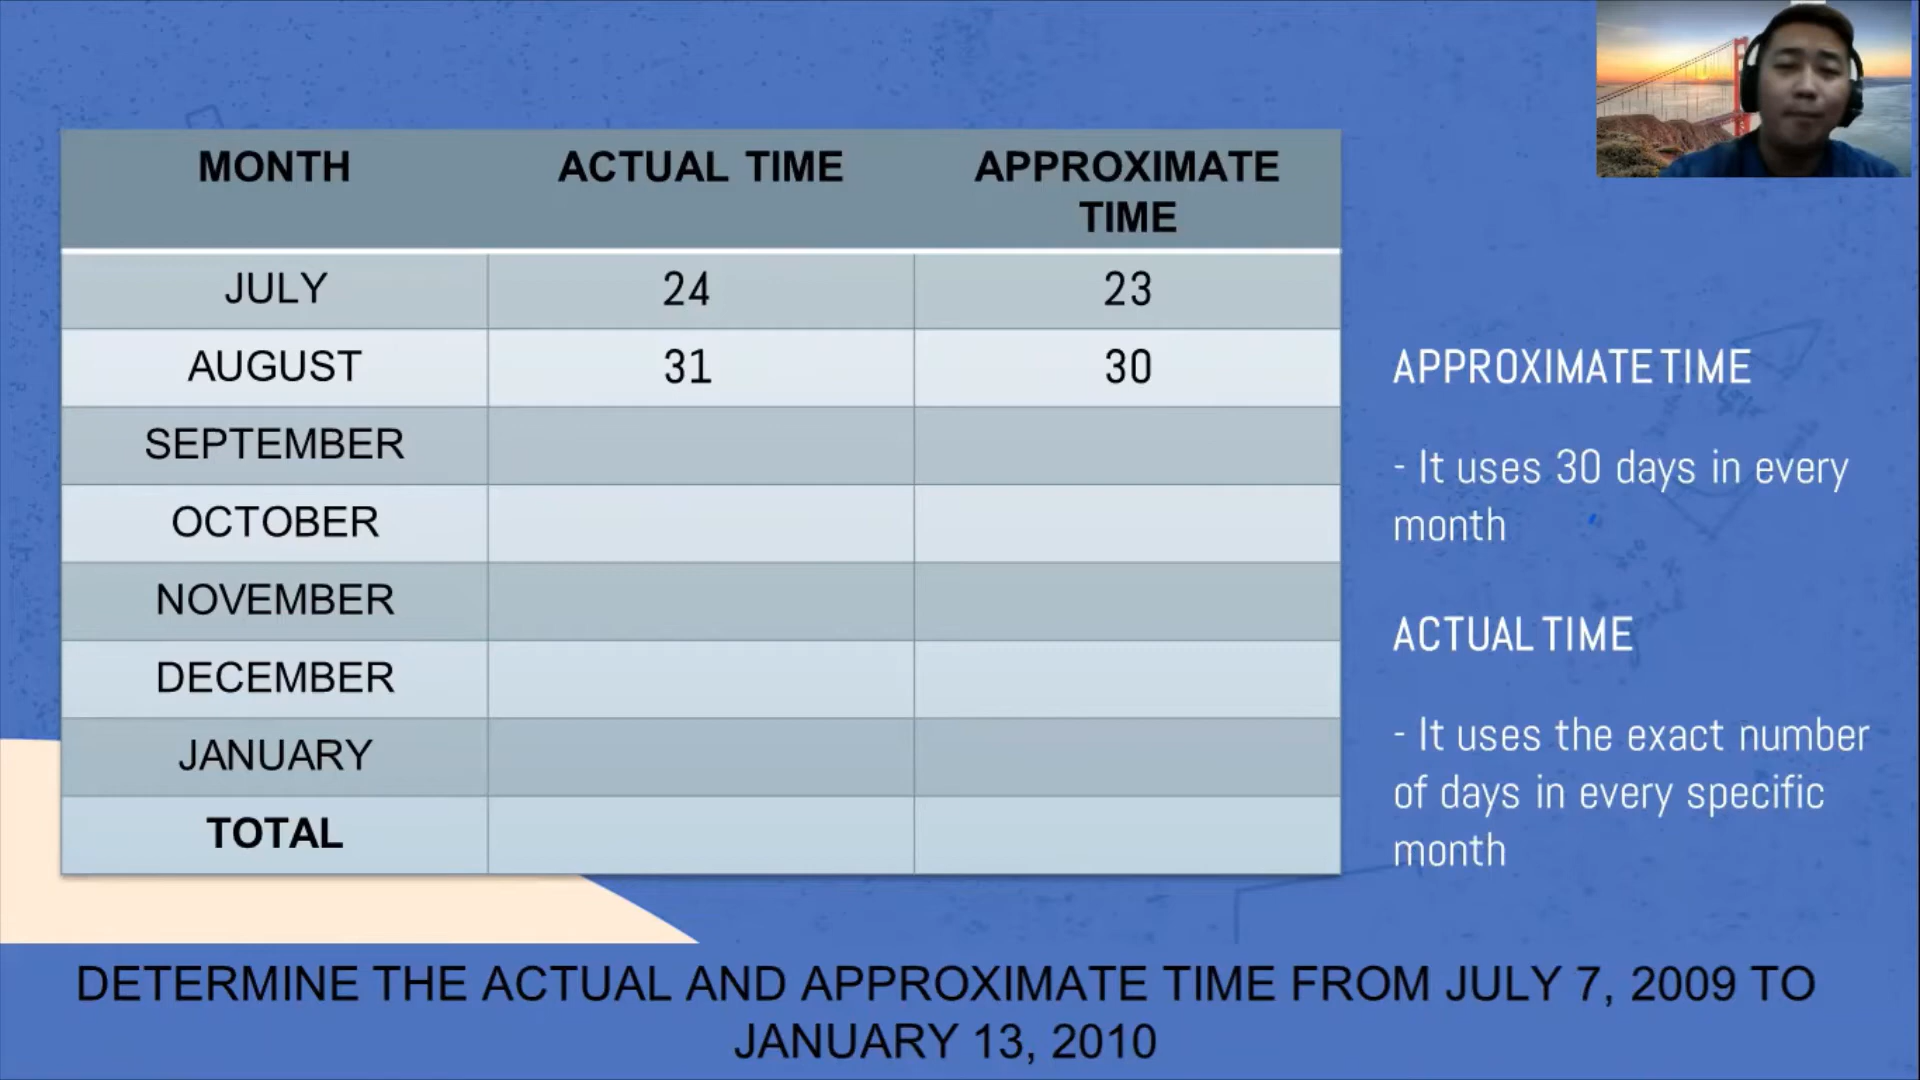 MONTH ACTUAL TIME APPROXIMATE
TIME
JULY 24 23
AUGUST 31 30
SEPTEMBER
OCTOBER
NOVEMBER
DECEMBER
JANUARY
TOTAL
APPROXIMATE TIME
- It uses 30 days in every
month
ACTUAL TIME
- It uses the exact number
of days in every specific
month
DETERMINE THE ACTUAL AND APPROXIMATE TIME FROM JULY 7, 2009 TO
JANUARY 13, 2010